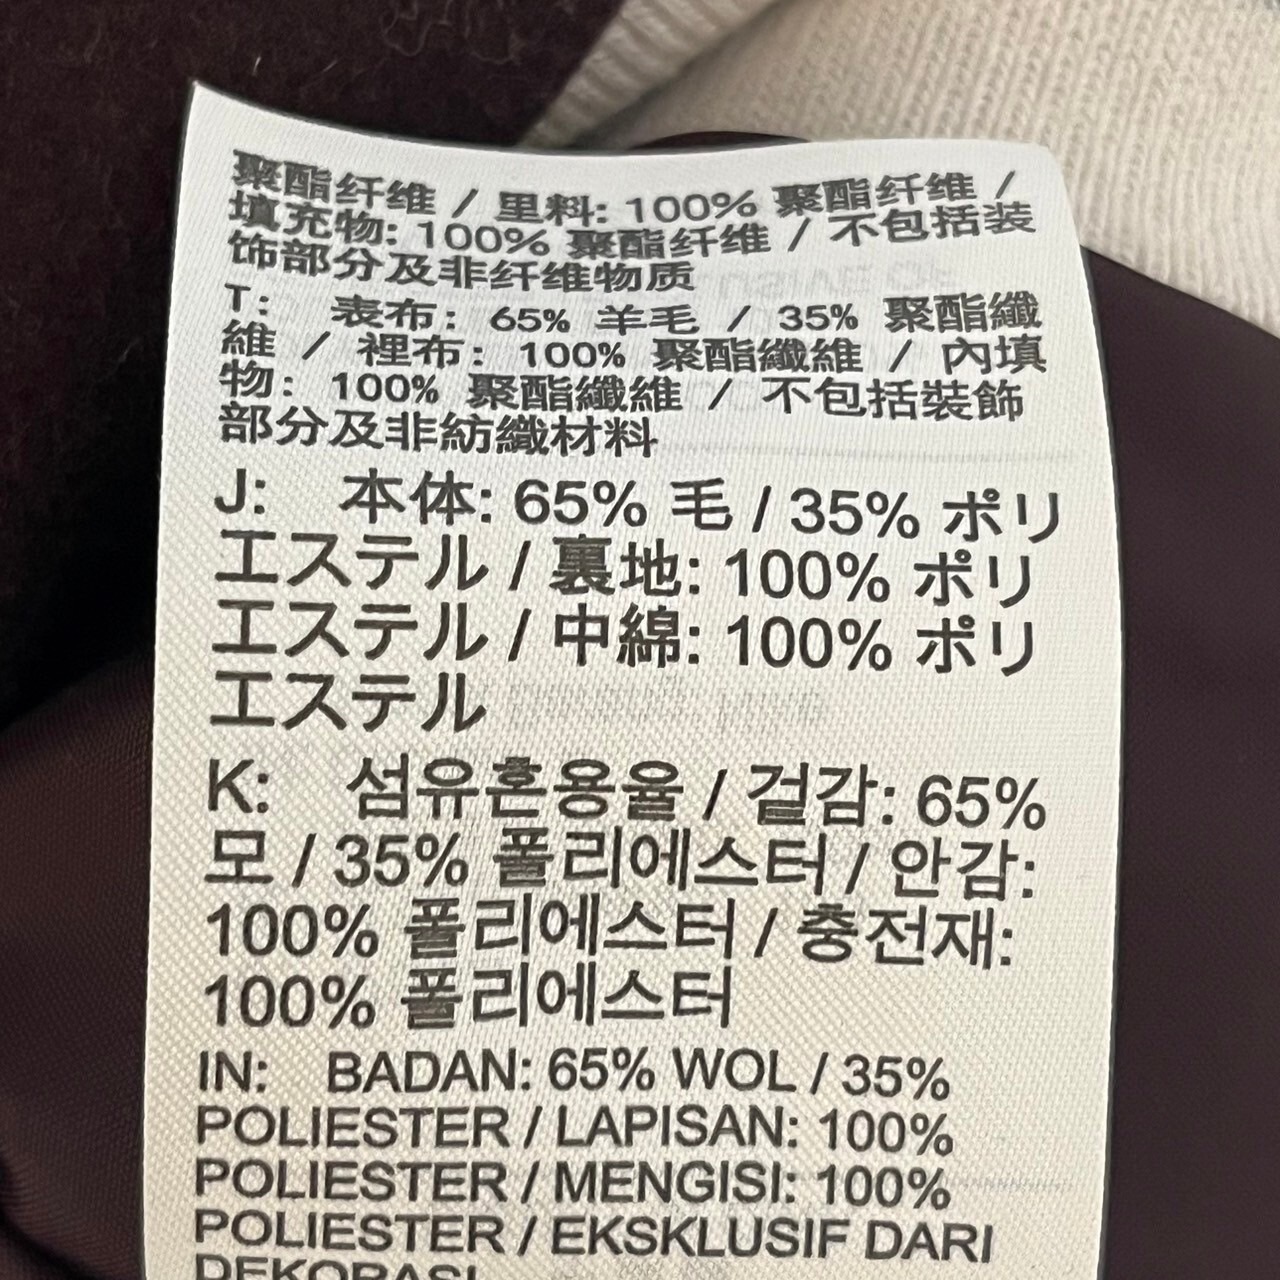 聚酯纤维 / 里料: 100% 聚酯纤维 /
填充物: 100% 聚酯纤维 / 不包括装
饰部分及非纤维物质
T: 表布: 65% 羊毛 / 35% 聚酯纖
維 / 裡布: 100% 聚酯纖維 / 內填
物: 100% 聚酯纖維 / 不包括裝飾
部分及非紡織材料
J: 本体: 65% 毛 / 35% ポリ
エステル / 裏地: 100% ポリ
エステル / 中綿: 100% ポリ
エステル
K: 섬유혼용율 / 겉감: 65%
모 / 35% 폴리에스터 / 안감:
100% 폴리에스터 / 충전재:
100% 폴리에스터
IN: BADAN: 65% WOL / 35%
POLIESTER / LAPISAN: 100%
POLIESTER / MENGISI: 100%
POLIESTER / EKSKLUSIF DARI
DEKORASI